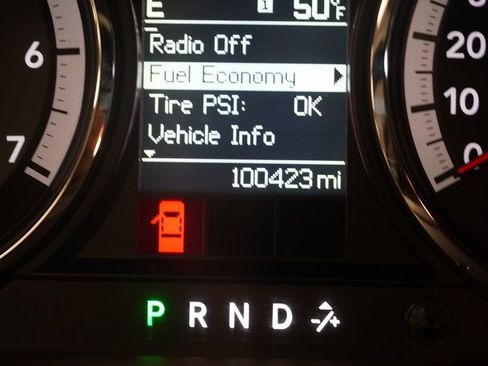 E 50°F
Radio Off
Fuel Economy
Tire PSI: OK
Vehicle Info
100423 mi
6
7
20
10
0
P R N D -/+